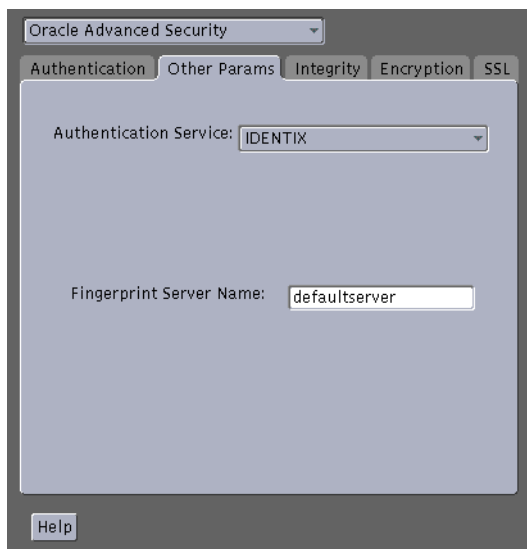 Oracle Advanced Security
Authentication Other Params Integrity Encryption SSL
Authentication Service: IDENTIX
Fingerprint Server Name: defaultserver
Help